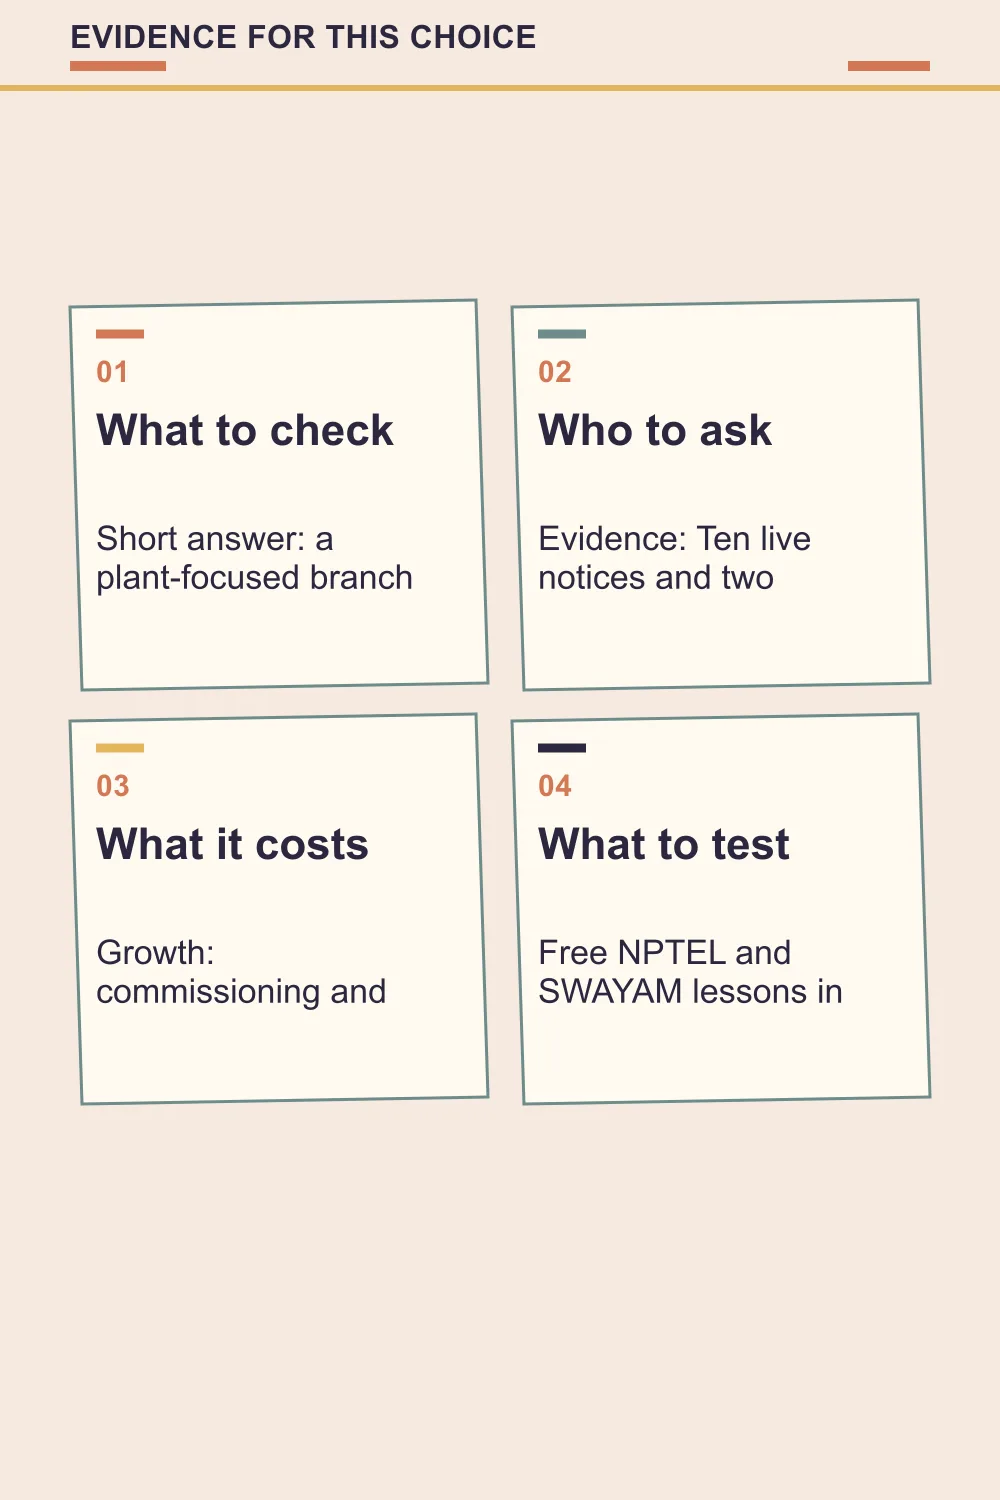 EVIDENCE FOR THIS CHOICE
01
What to check
Short answer: a
plant-focused branch
02
Who to ask
Evidence: Ten live
notices and two
03
What it costs
Growth:
commissioning and
04
What to test
Free NPTEL and
SWAYAM lessons in